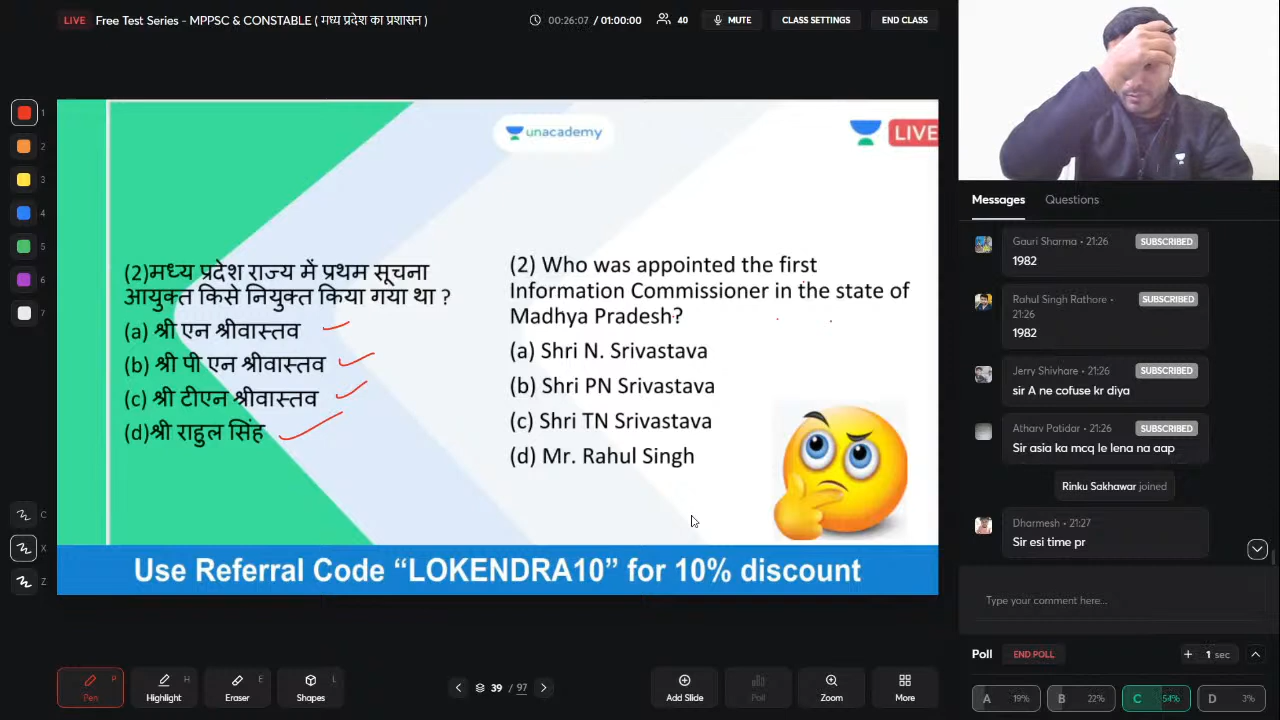 LIVE Free Test Series - MPPSC & CONSTABLE ( मध्य प्रदेश का प्रशासन )
00:26:07 / 01:00:00
40
MUTE
CLASS SETTINGS
END CLASS
1
2
3
4
5
6
7
C
X
Z
unacademy
LIVE
(2)मध्य प्रदेश राज्य में प्रथम सूचना
आयुक्त किसे नियुक्त किया गया था ?
(a) श्री एन श्रीवास्तव
(b) श्री पी एन श्रीवास्तव
(c) श्री टीएन श्रीवास्तव
(d)श्री राहुल सिंह
(2) Who was appointed the first
Information Commissioner in the state of
Madhya Pradesh?
(a) Shri N. Srivastava
(b) Shri PN Srivastava
(c) Shri TN Srivastava
(d) Mr. Rahul Singh
Use Referral Code “LOKENDRA10” for 10% discount
Pen P
Highlight H
Eraser E
Shapes L
39 / 97
Add Slide
Poll
Zoom
More
Messages
Questions
Gauri Sharma • 21:26 SUBSCRIBED
1982
Rahul Singh Rathore • SUBSCRIBED
21:26
1982
Jerry Shivhare • 21:26 SUBSCRIBED
sir A ne cofuse kr diya
Atharv Patidar • 21:26 SUBSCRIBED
Sir asia ka mcq le lena na aap
Rinku Sakhawar joined
Dharmesh • 21:27
Sir esi time pr
Type your comment here...
Poll END POLL + 1 sec
A 19%
B 22%
C 54%
D 3%